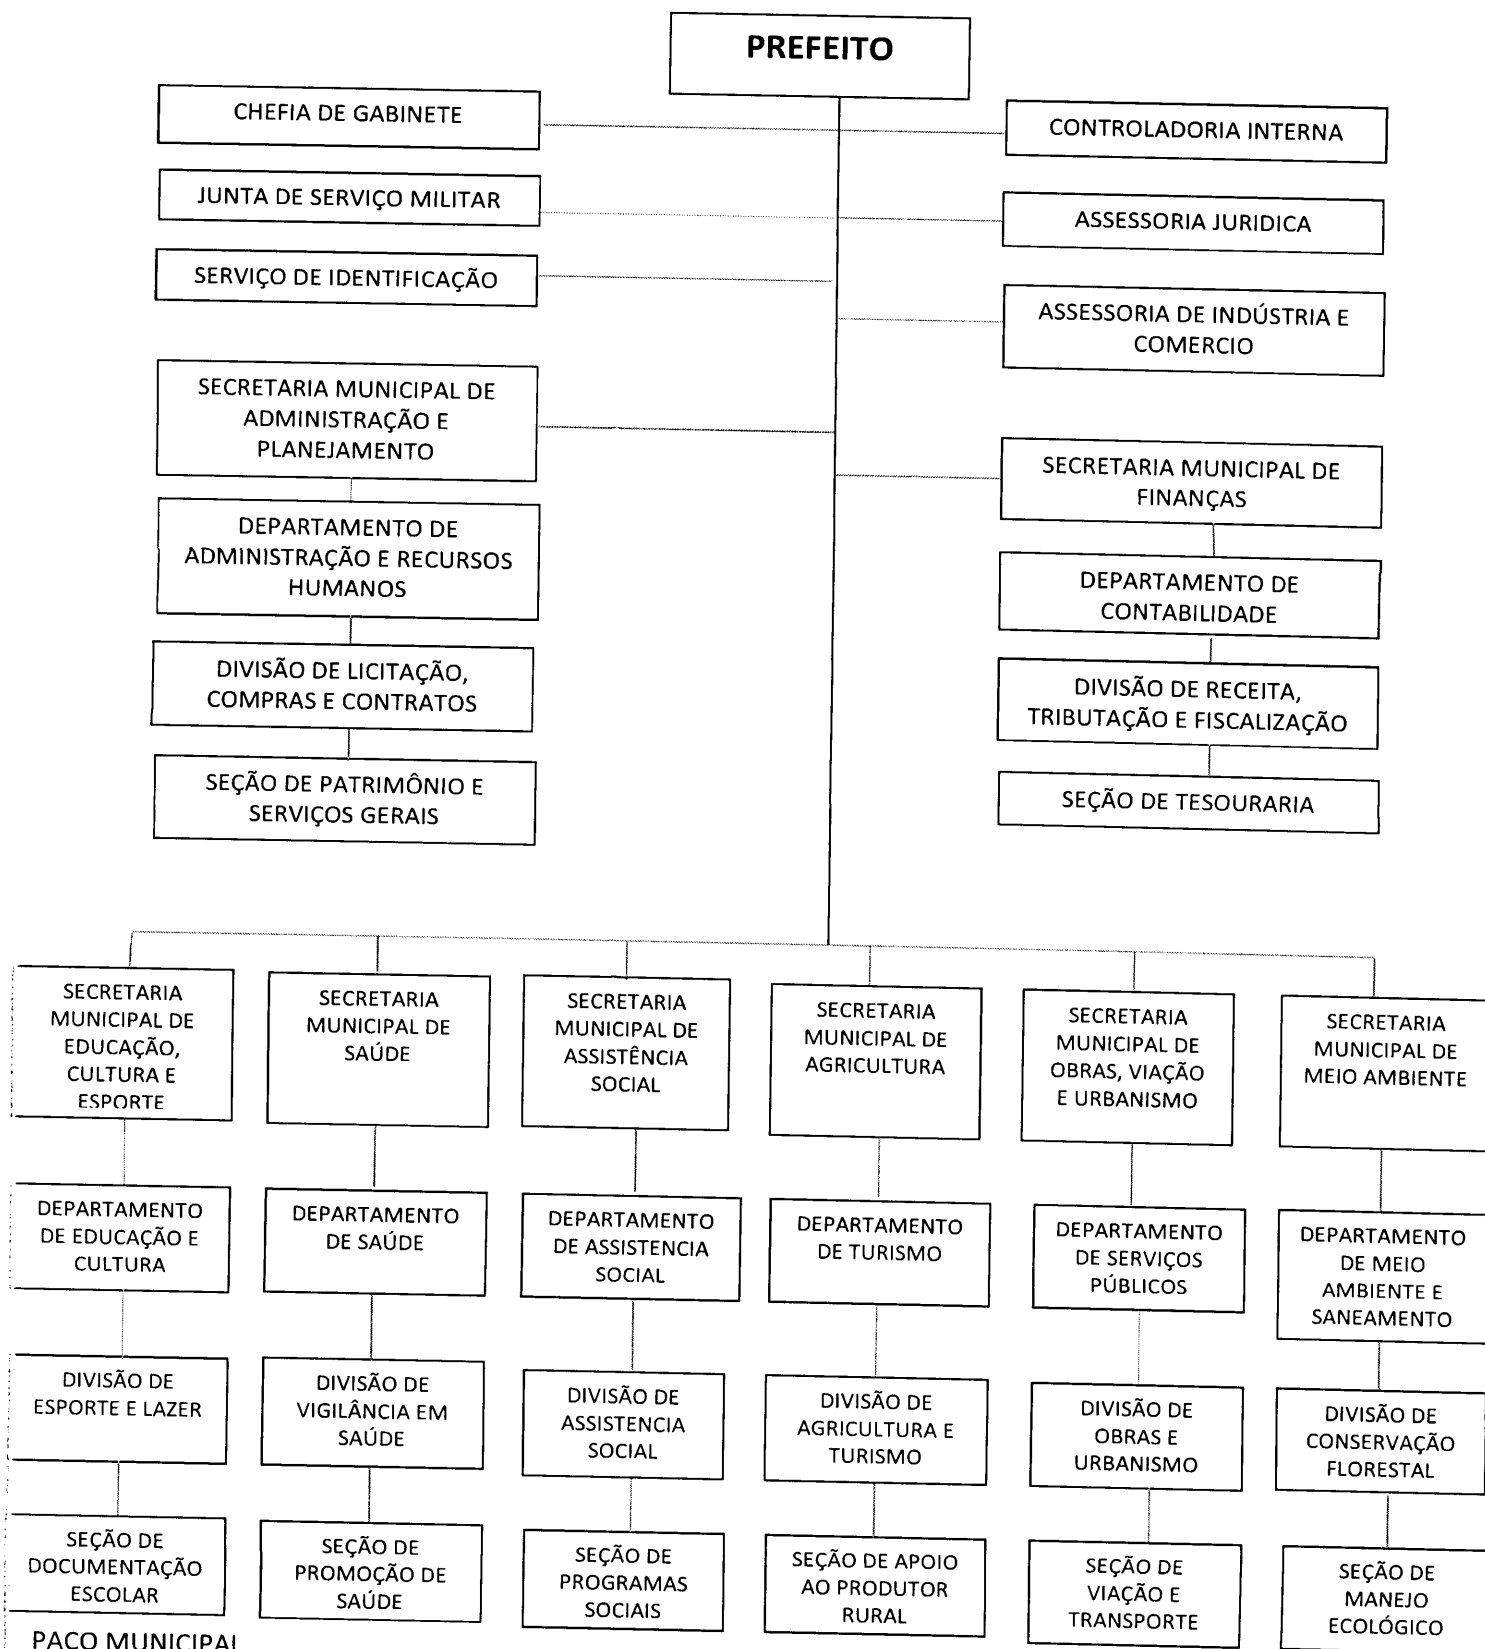 PREFEITO
CHEFIA DE GABINETE
CONTROLADORIA INTERNA
JUNTA DE SERVIÇO MILITAR
ASSESSORIA JURIDICA
SERVIÇO DE IDENTIFICAÇÃO
ASSESSORIA DE INDÚSTRIA E
COMERCIO
SECRETARIA MUNICIPAL DE
ADMINISTRAÇÃO E
PLANEJAMENTO
SECRETARIA MUNICIPAL DE
FINANÇAS
DEPARTAMENTO DE
ADMINISTRAÇÃO E RECURSOS
HUMANOS
DEPARTAMENTO DE
CONTABILIDADE
DIVISÃO DE LICITAÇÃO,
COMPRAS E CONTRATOS
DIVISÃO DE RECEITA,
TRIBUTAÇÃO E FISCALIZAÇÃO
SEÇÃO DE PATRIMÔNIO E
SERVIÇOS GERAIS
SEÇÃO DE TESOURARIA
SECRETARIA
MUNICIPAL DE
EDUCAÇÃO,
CULTURA E
ESPORTE
SECRETARIA
MUNICIPAL DE
SAÚDE
SECRETARIA
MUNICIPAL DE
ASSISTÊNCIA
SOCIAL
SECRETARIA
MUNICIPAL DE
AGRICULTURA
SECRETARIA
MUNICIPAL DE
OBRAS, VIAÇÃO
E URBANISMO
SECRETARIA
MUNICIPAL DE
MEIO AMBIENTE
DEPARTAMENTO
DE EDUCAÇÃO E
CULTURA
DEPARTAMENTO
DE SAÚDE
DEPARTAMENTO
DE ASSISTENCIA
SOCIAL
DEPARTAMENTO
DE TURISMO
DEPARTAMENTO
DE SERVIÇOS
PÚBLICOS
DEPARTAMENTO
DE MEIO
AMBIENTE E
SANEAMENTO
DIVISÃO DE
ESPORTE E LAZER
DIVISÃO DE
VIGILÂNCIA EM
SAÚDE
DIVISÃO DE
ASSISTENCIA
SOCIAL
DIVISÃO DE
AGRICULTURA E
TURISMO
DIVISÃO DE
OBRAS E
URBANISMO
DIVISÃO DE
CONSERVAÇÃO
FLORESTAL
SEÇÃO DE
DOCUMENTAÇÃO
ESCOLAR
SEÇÃO DE
PROMOÇÃO DE
SAÚDE
SEÇÃO DE
PROGRAMAS
SOCIAIS
SEÇÃO DE APOIO
AO PRODUTOR
RURAL
SEÇÃO DE
VIAÇÃO E
TRANSPORTE
SEÇÃO DE
MANEJO
ECOLÓGICO
PAÇO MUNICIPAL